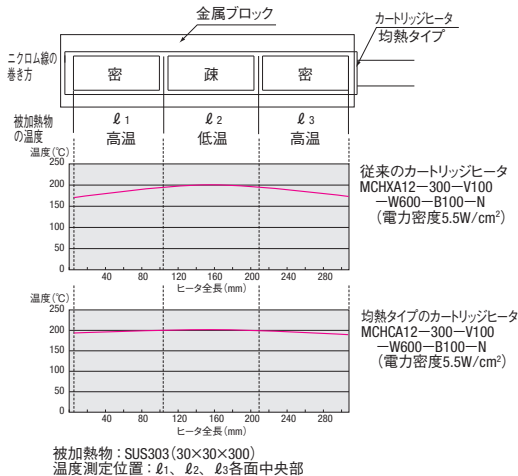 金属ブロック
カートリッジヒータ
均熱タイプ
ニクロム線の
巻き方
密
疎
密
被加熱物
の温度
ℓ1
ℓ2
ℓ3
高温
低温
高温
温度(℃)
250
200
150
100
50
0
40 80 120 160 200 240 280
ヒータ全長(mm)
従来のカートリッジヒータ
MCHXA12−300−V100
−W600−B100−N
(電力密度5.5W/cm²)
温度(℃)
250
200
150
100
50
0
40 80 120 160 200 240 280
ヒータ全長(mm)
均熱タイプのカートリッジヒータ
MCHCA12−300−V100
−W600−B100−N
(電力密度5.5W/cm²)
被加熱物：SUS303(30×30×300)
温度測定位置：ℓ1、ℓ2、ℓ3各面中央部